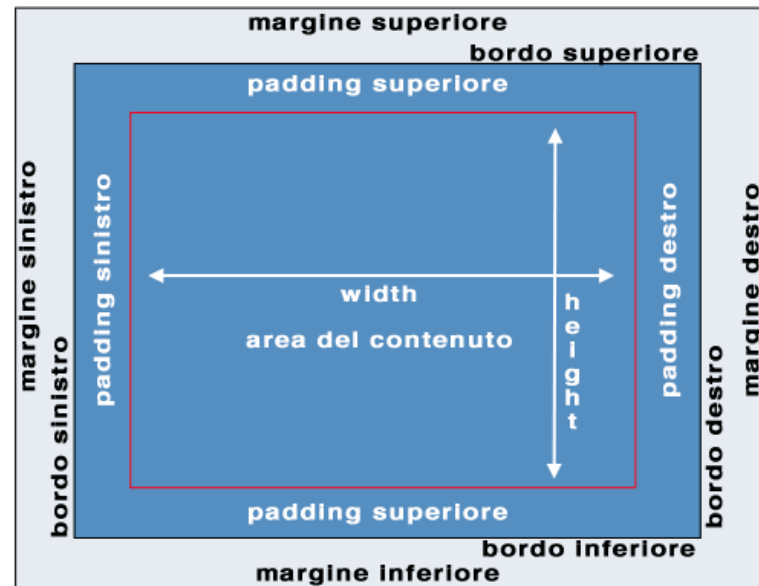 margine superiore
bordo superiore
padding superiore
margine sinistro
bordo sinistro
padding sinistro
width
area del contenuto
height
padding destro
bordo destro
margine destro
padding superiore
bordo inferiore
margine inferiore